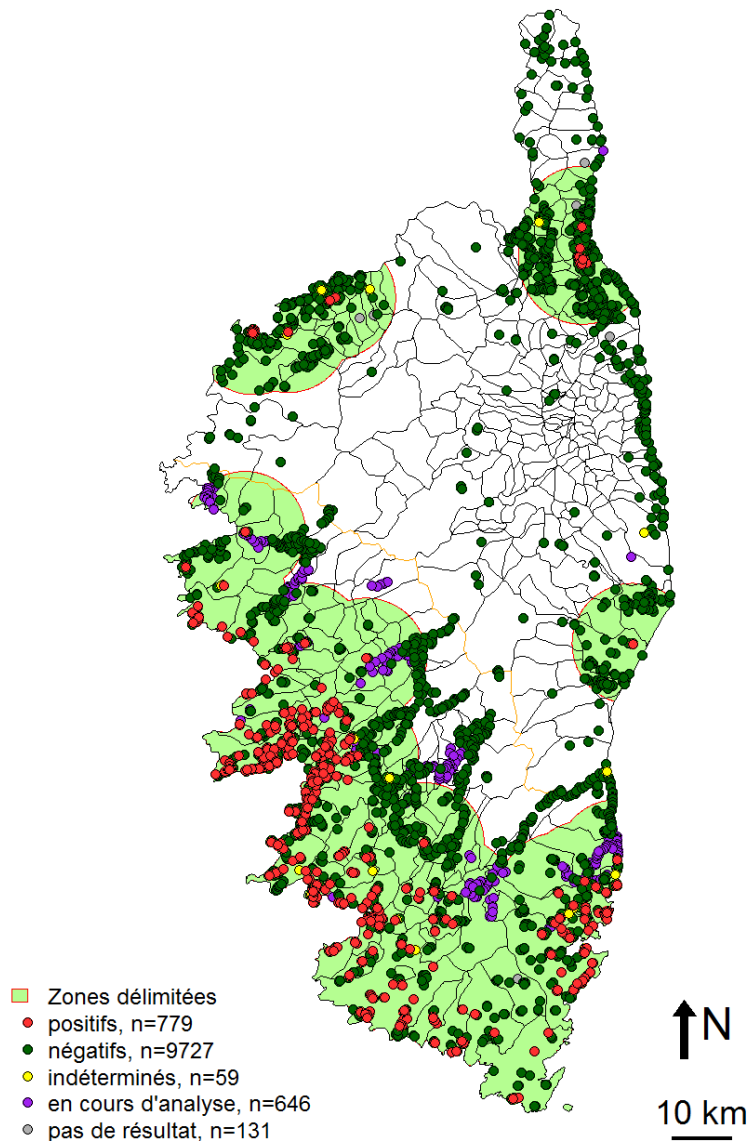 Zones délimitées
positifs, n=779
négatifs, n=9727
indéterminés, n=59
en cours d'analyse, n=646
pas de résultat, n=131
N
10 km